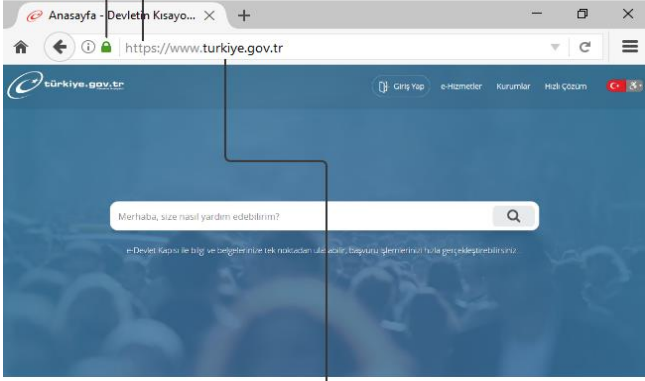 Anasayfa - Devletin Kısayo...
https://www.turkiye.gov.tr
türkiye.gov.tr
Giriş Yap e-Hizmetler Kurumlar Hızlı Çözüm
Merhaba, size nasıl yardım edebilirim?
e-Devlet Kapısı ile bilgi ve belgelerinize tek noktadan ulaşabilir, başvuru işlemlerinizi hızla gerçekleştirebilirsiniz.